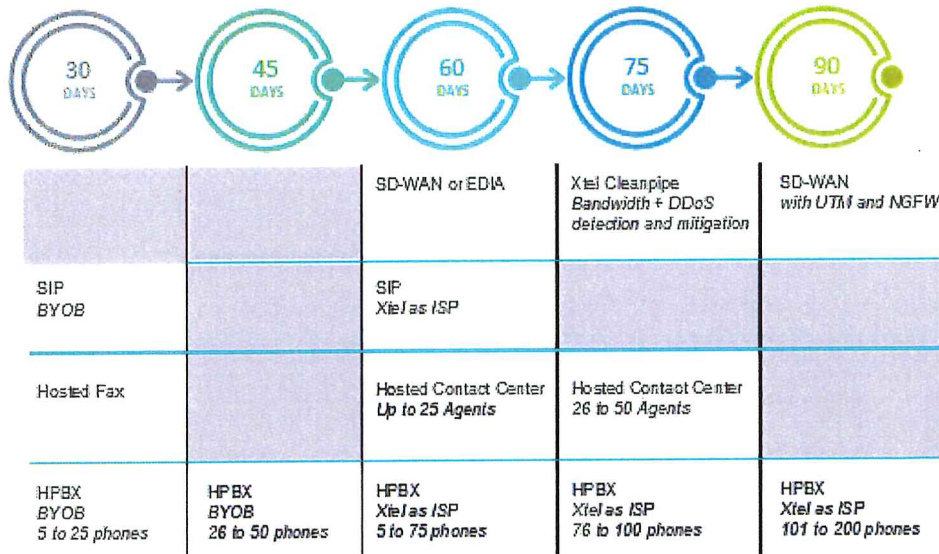 30
DAYS
45
DAYS
60
DAYS
75
DAYS
90
DAYS
SD-WAN or EDIA
Xtel Cleanpipe
Bandwidth + DDoS
detection and mitigation
SD-WAN
with UTM and NGFW
SIP
BYOB
SIP
Xtel as ISP
Hosted Fax
Hosted Contact Center
Up to 25 Agents
Hosted Contact Center
26 to 50 Agents
HPBX
BYOB
5 to 25 phones
HPBX
BYOB
26 to 50 phones
HPBX
Xtel as ISP
5 to 75 phones
HPBX
Xtel as ISP
76 to 100 phones
HPBX
Xtel as ISP
101 to 200 phones